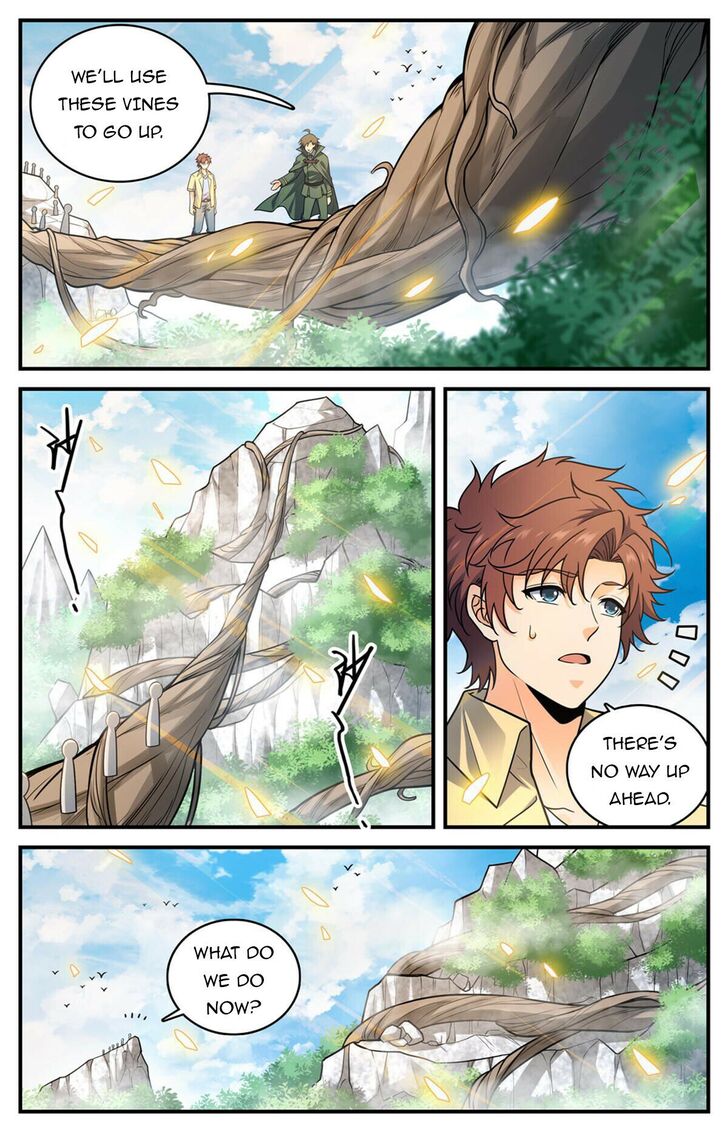 WE'LL USE
THESE VINES
TO GO UP.
THERE'S
NO WAY UP
AHEAD.
WHAT DO
WE DO
NOW?